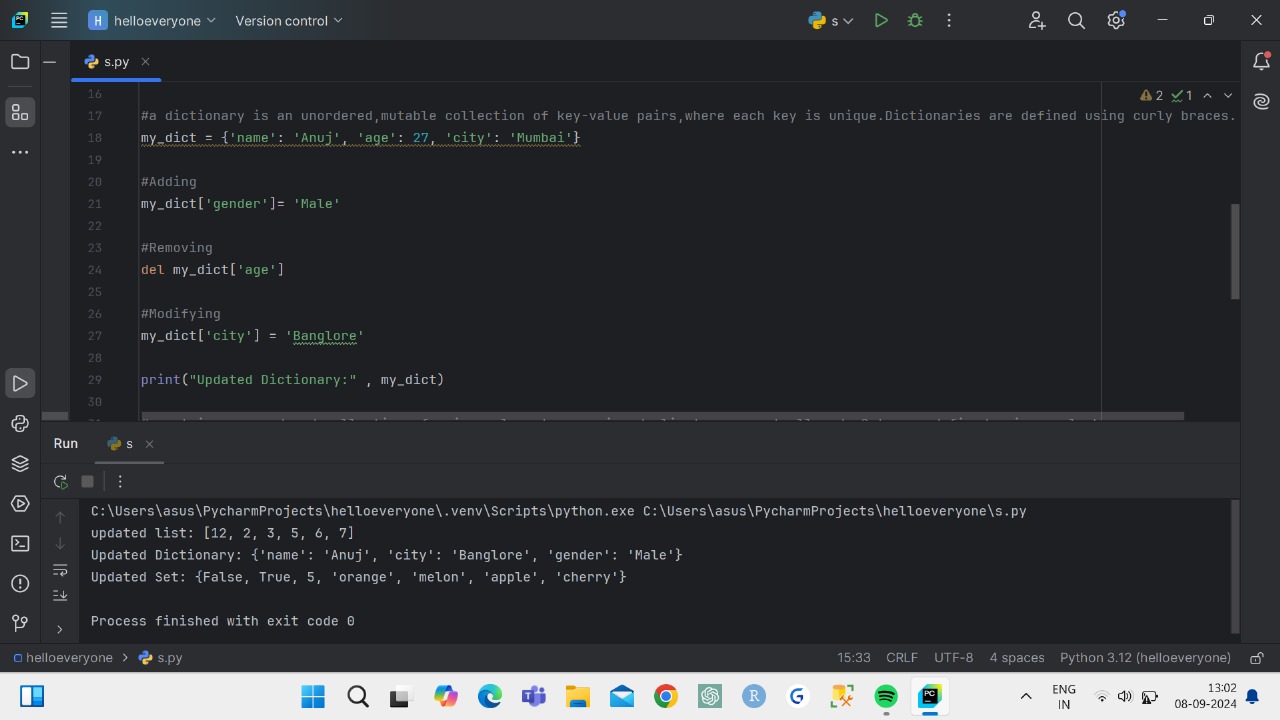 PC
H helloeveryone Version control s
s.py
2 1
16
17 #a dictionary is an unordered,mutable collection of key-value pairs,where each key is unique.Dictionaries are defined using curly braces.
18 my_dict = {'name': 'Anuj', 'age': 27, 'city': 'Mumbai'}
19
20 #Adding
21 my_dict['gender']= 'Male'
22
23 #Removing
24 del my_dict['age']
25
26 #Modifying
27 my_dict['city'] = 'Banglore'
28
29 print("Updated Dictionary:" , my_dict)
30
Run s
C:\Users\asus\PycharmProjects\helloeveryone\.venv\Scripts\python.exe C:\Users\asus\PycharmProjects\helloeveryone\s.py
updated list: [12, 2, 3, 5, 6, 7]
Updated Dictionary: {'name': 'Anuj', 'city': 'Banglore', 'gender': 'Male'}
Updated Set: {False, True, 5, 'orange', 'melon', 'apple', 'cherry'}
Process finished with exit code 0
helloeveryone > s.py 15:33 CRLF UTF-8 4 spaces Python 3.12 (helloeveryone)
R G PC
ENG
IN
13:02
08-09-2024